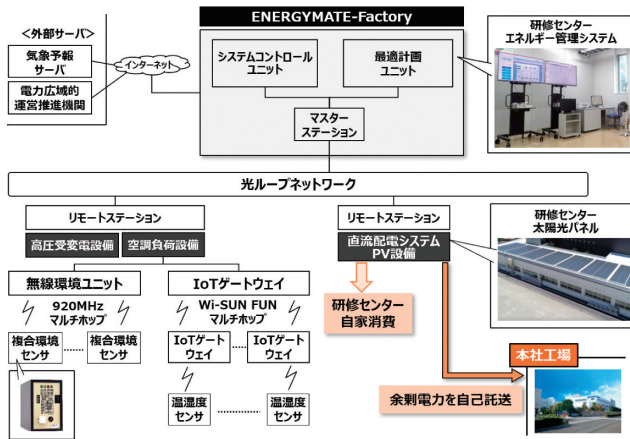 ENERGYMATE-Factory
<外部サーバ>
気象予報
サーバ
電力広域的
運営推進機関
インターネット
システムコントロール
ユニット
最適計画
ユニット
マスター
ステーション
研修センター
エネルギー管理システム
光ループネットワーク
リモートステーション
高圧受変電設備
空調負荷設備
リモートステーション
直流配電システム
PV設備
研修センター
太陽光パネル
無線環境ユニット
920MHz
マルチホップ
複合環境
センサ
複合環境
センサ
IoTゲートウェイ
Wi-SUN FUN
マルチホップ
IoTゲート
ウェイ
IoTゲート
ウェイ
温湿度
センサ
温湿度
センサ
研修センター
自家消費
本社工場
余剰電力を自己託送